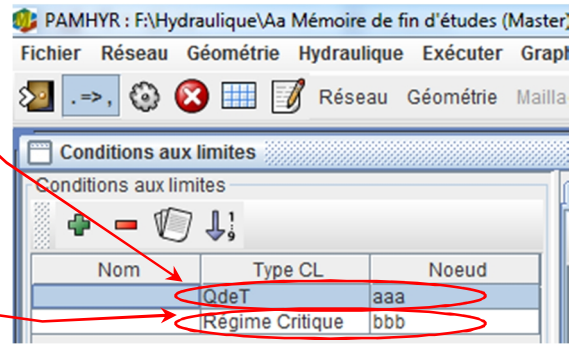 PAMHYR : F:\Hydraulique\Aa Mémoire de fin d'études (Master)
Fichier Réseau Géométrie Hydraulique Exécuter Grap
.=>, Réseau Géométrie Mailla
Conditions aux limites
Conditions aux limites
1 9
Nom Type CL Noeud
QdeT aaa
Régime Critique bbb